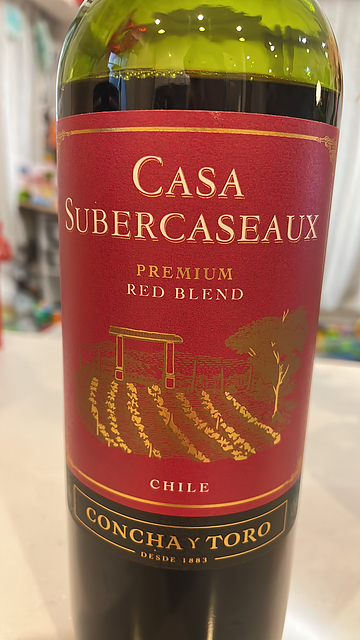 CASA
SUBERCASEAUX
PREMIUM
RED BLEND
CHILE
CONCHA Y TORO
DESDE 1883